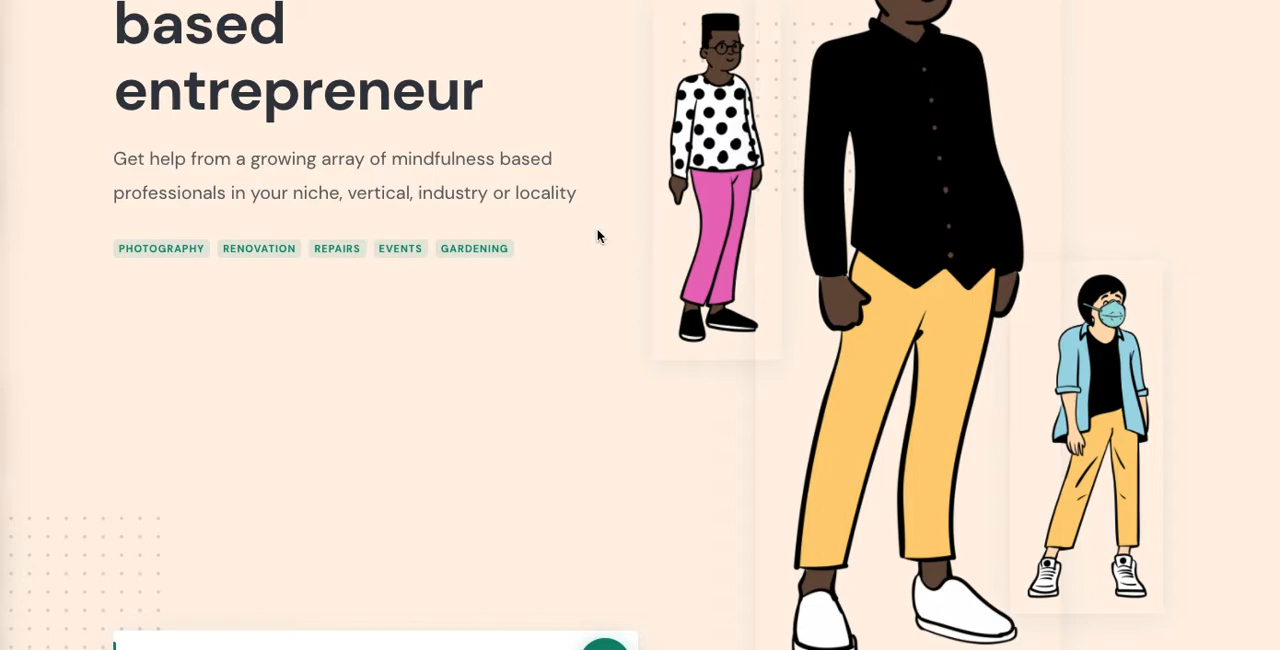 based
entrepreneur
Get help from a growing array of mindfulness based
professionals in your niche, vertical, industry or locality
PHOTOGRAPHY RENOVATION REPAIRS EVENTS GARDENING